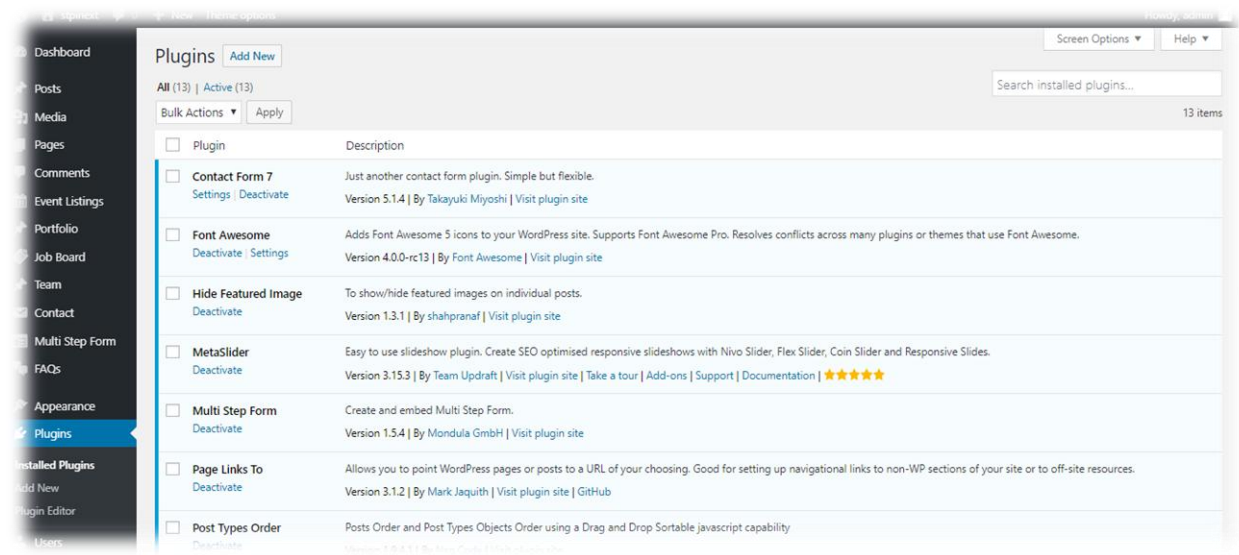 New Theme options
Howdy, admin
Dashboard
Posts
Media
Pages
Comments
Event Listings
Portfolio
Job Board
Team
Contact
Multi Step Form
FAQs
Appearance
Plugins
Installed Plugins
Add New
Plugin Editor
Users
Screen Options ▼ Help ▼
Plugins Add New
All (13) | Active (13)
Search installed plugins...
Bulk Actions ▼ Apply
13 items
Plugin Description
Contact Form 7 Just another contact form plugin. Simple but flexible.
Settings | Deactivate Version 5.1.4 | By Takayuki Miyoshi | Visit plugin site
Font Awesome Adds Font Awesome 5 icons to your WordPress site. Supports Font Awesome Pro. Resolves conflicts across many plugins or themes that use Font Awesome.
Deactivate | Settings Version 4.0.0-rc13 | By Font Awesome | Visit plugin site
Hide Featured Image To show/hide featured images on individual posts.
Deactivate Version 1.3.1 | By shahpranaf | Visit plugin site
MetaSlider Easy to use slideshow plugin. Create SEO optimised responsive slideshows with Nivo Slider, Flex Slider, Coin Slider and Responsive Slides.
Deactivate Version 3.15.3 | By Team Updraft | Visit plugin site | Take a tour | Add-ons | Support | Documentation | ★★★★★
Multi Step Form Create and embed Multi Step Form.
Deactivate Version 1.5.4 | By Mondula GmbH | Visit plugin site
Page Links To Allows you to point WordPress pages or posts to a URL of your choosing. Good for setting up navigational links to non-WP sections of your site or to off-site resources.
Deactivate Version 3.1.2 | By Mark Jaquith | Visit plugin site | GitHub
Post Types Order Posts Order and Post Types Objects Order using a Drag and Drop Sortable javascript capability
Deactivate